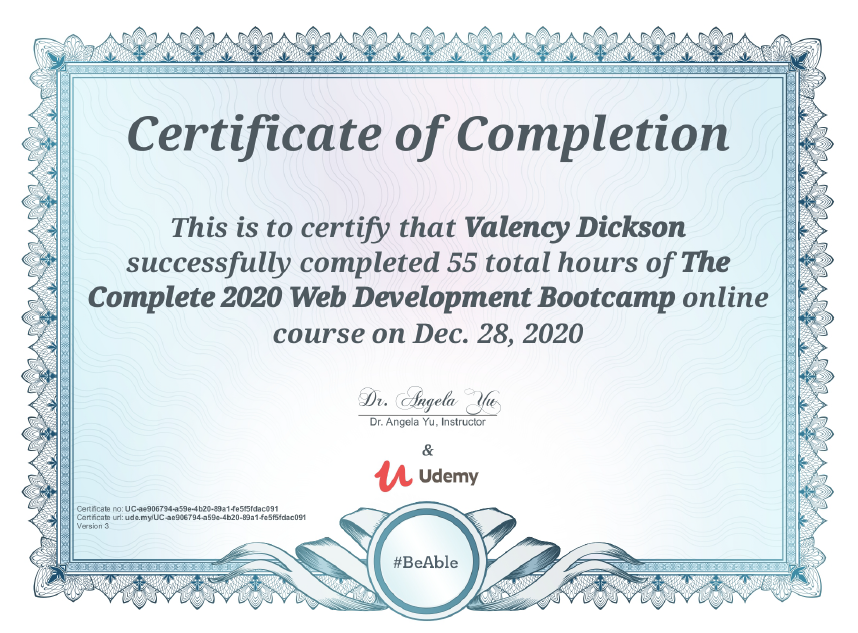 Certificate of Completion
This is to certify that Valency Dickson
successfully completed 55 total hours of The
Complete 2020 Web Development Bootcamp online
course on Dec. 28, 2020
Dr. Angela Yu
Dr. Angela Yu, Instructor
&
Udemy
Certificate no: UC-ae906794-a59e-4b20-89a1-fe5f5fdac091
Certificate url: ude.my/UC-ae906794-a59e-4b20-89a1-fe5f5fdac091
Version 3
#BeAble